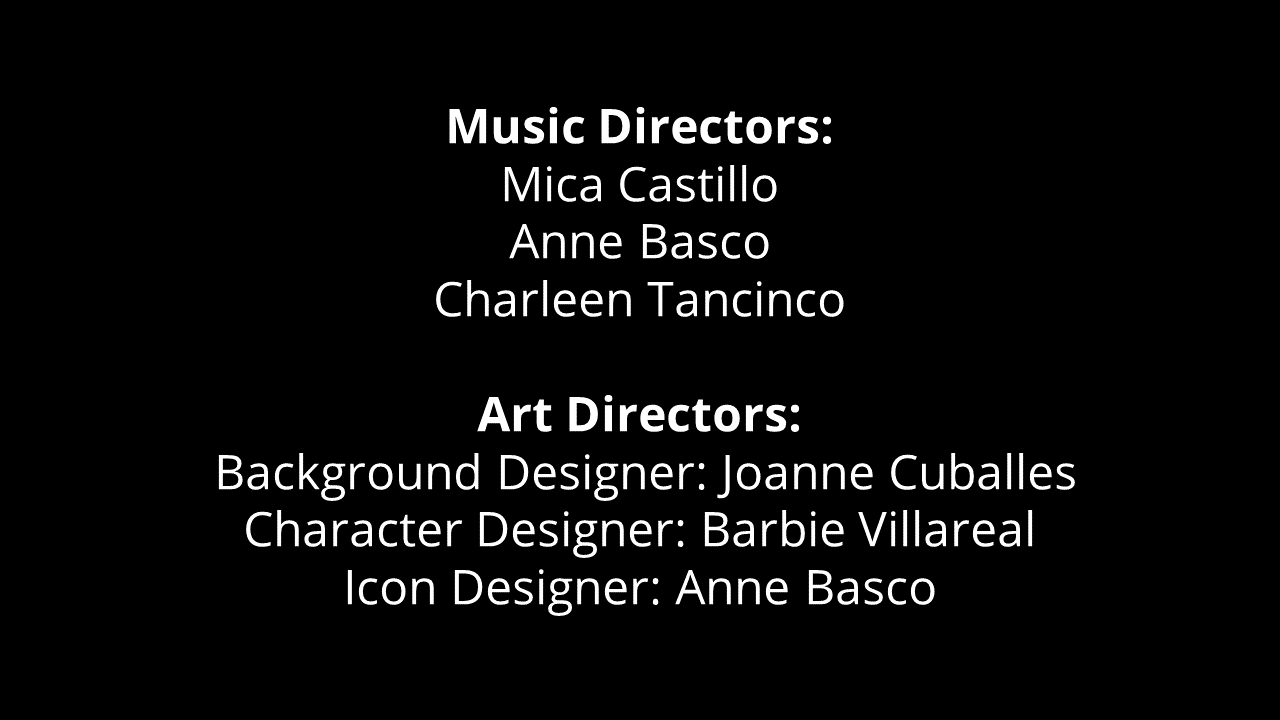 Music Directors:
Mica Castillo
Anne Basco
Charleen Tancinco
Art Directors:
Background Designer: Joanne Cuballes
Character Designer: Barbie Villareal
Icon Designer: Anne Basco